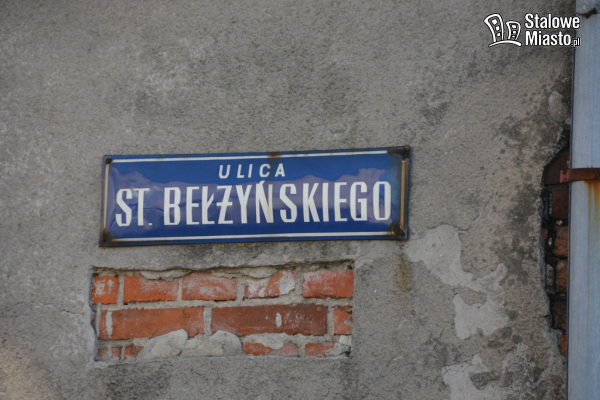 Stalowe
Miasto.pl
ULICA
ST. BEŁŻYŃSKIEGO